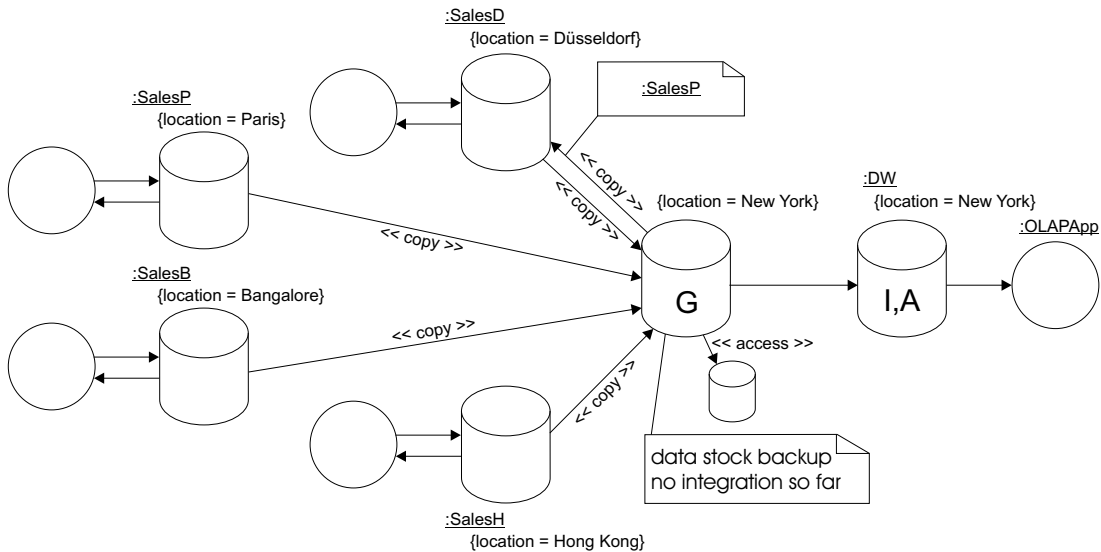 :SalesD
{location = Düsseldorf}
:SalesP
:SalesP
{location = Paris}
<< copy >>
<< copy >>
{location = New York}
:DW
{location = New York}
:OLAPApp
<< copy >>
:SalesB
{location = Bangalore}
G
I,A
<< copy >>
<< access >>
<< copy >>
data stock backup
no integration so far
:SalesH
{location = Hong Kong}